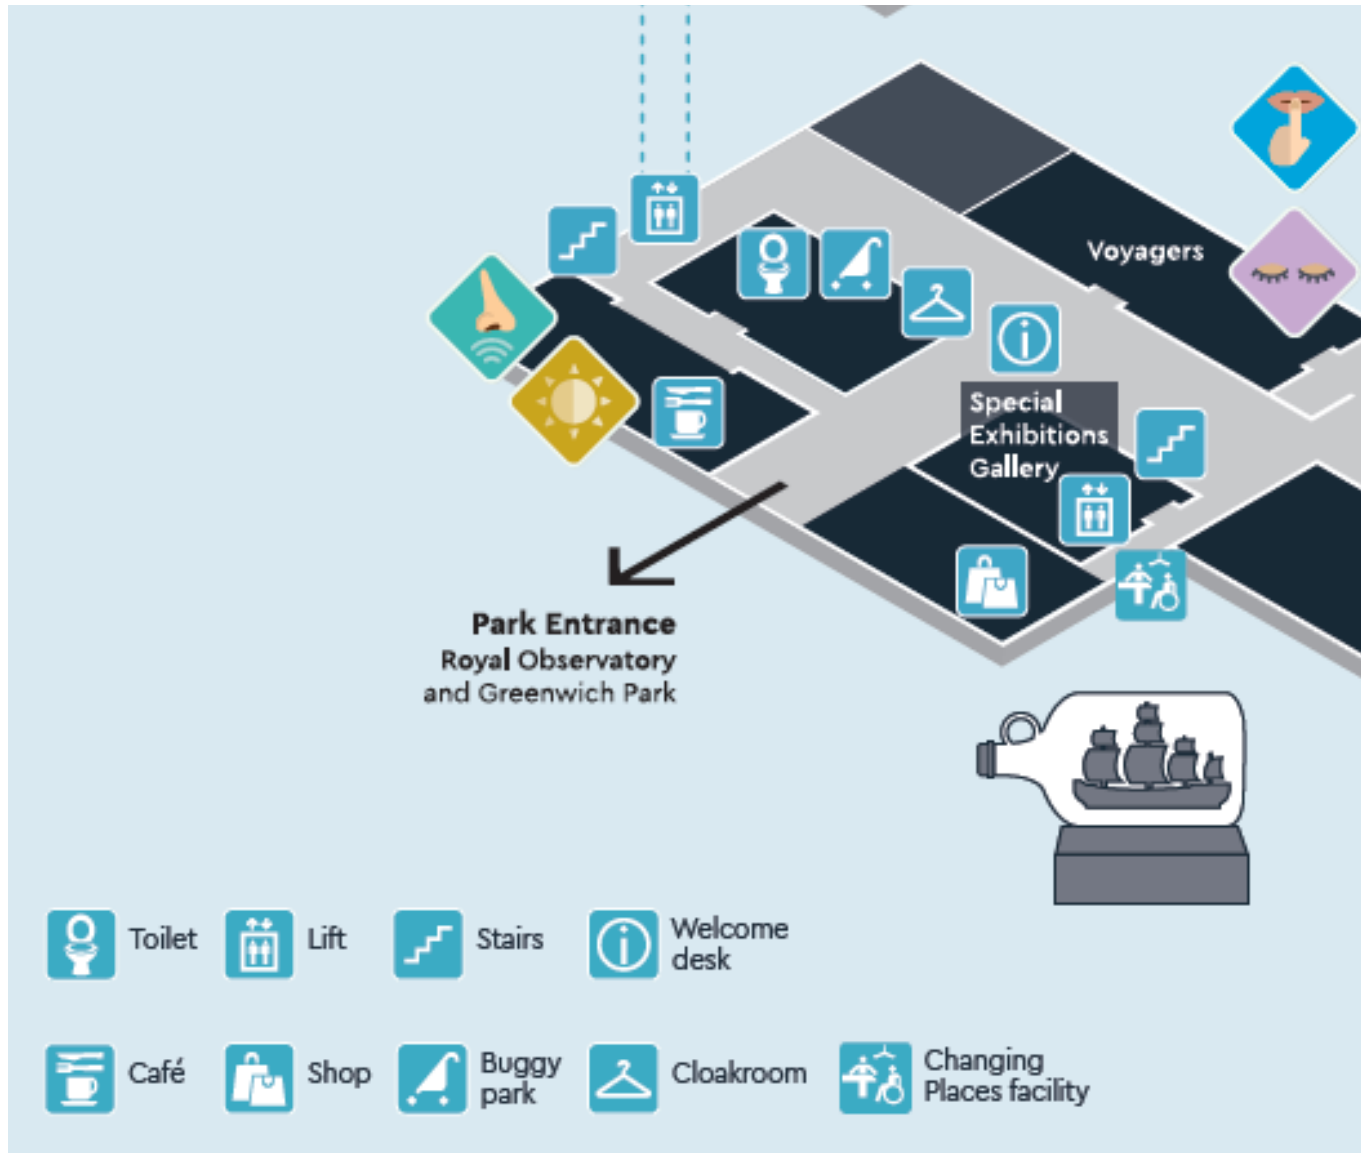 Voyagers
Special
Exhibitions
Gallery
Park Entrance
Royal Observatory
and Greenwich Park
Toilet
Lift
Stairs
Welcome
desk
Café
Shop
Buggy
park
Cloakroom
Changing
Places facility